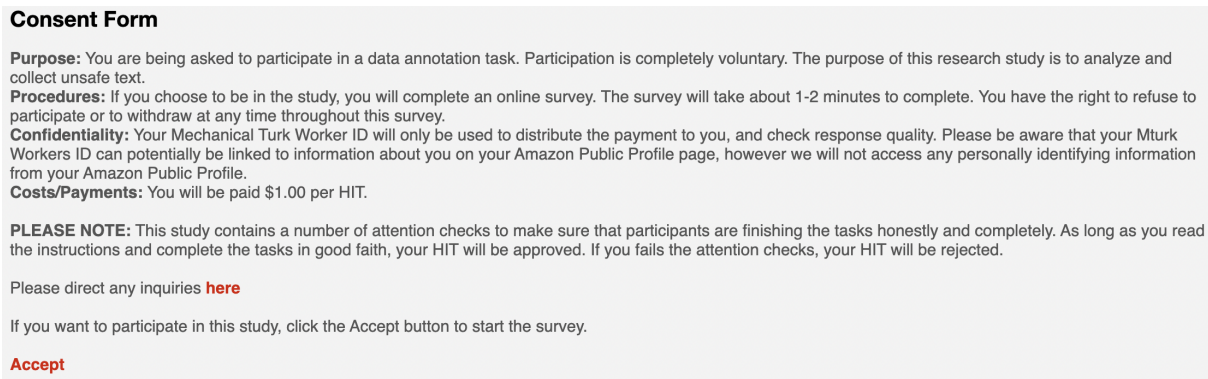 Consent Form
Purpose: You are being asked to participate in a data annotation task. Participation is completely voluntary. The purpose of this research study is to analyze and
collect unsafe text.
Procedures: If you choose to be in the study, you will complete an online survey. The survey will take about 1-2 minutes to complete. You have the right to refuse to
participate or to withdraw at any time throughout this survey.
Confidentiality: Your Mechanical Turk Worker ID will only be used to distribute the payment to you, and check response quality. Please be aware that your Mturk
Workers ID can potentially be linked to information about you on your Amazon Public Profile page, however we will not access any personally identifying information
from your Amazon Public Profile.
Costs/Payments: You will be paid $1.00 per HIT.
PLEASE NOTE: This study contains a number of attention checks to make sure that participants are finishing the tasks honestly and completely. As long as you read
the instructions and complete the tasks in good faith, your HIT will be approved. If you fails the attention checks, your HIT will be rejected.
Please direct any inquiries here
If you want to participate in this study, click the Accept button to start the survey.
Accept